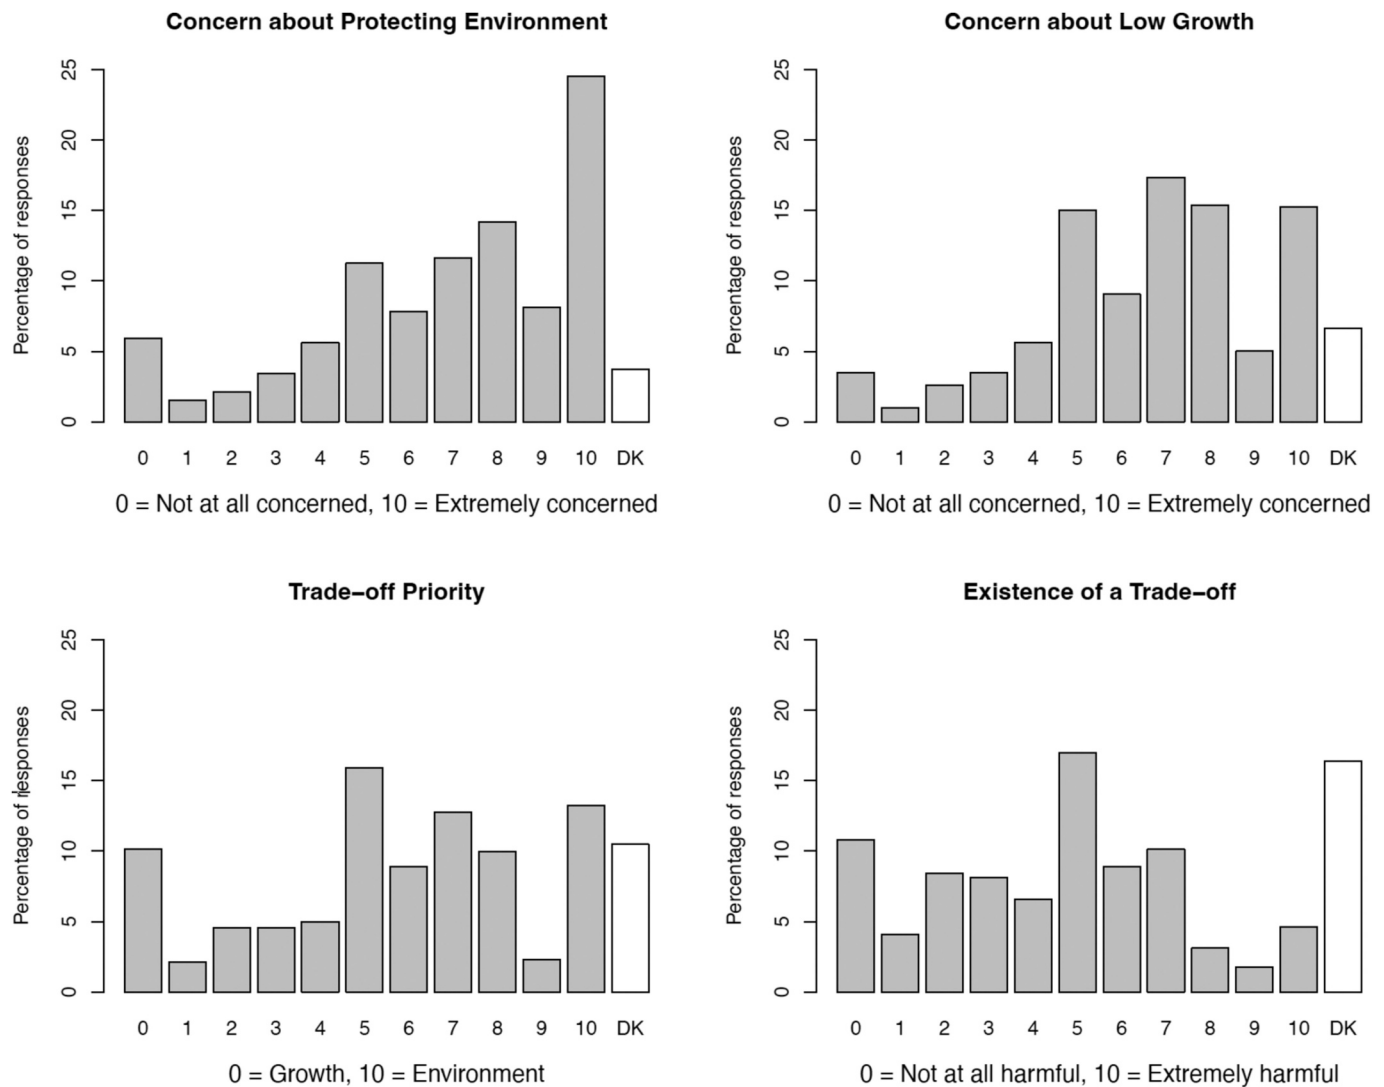 Concern about Protecting Environment
Percentage of responses
25
20
15
10
5
0
0 1 2 3 4 5 6 7 8 9 10 DK
0 = Not at all concerned, 10 = Extremely concerned
Concern about Low Growth
Percentage of responses
25
20
15
10
5
0
0 1 2 3 4 5 6 7 8 9 10 DK
0 = Not at all concerned, 10 = Extremely concerned
Trade−off Priority
Percentage of responses
25
20
15
10
5
0
0 1 2 3 4 5 6 7 8 9 10 DK
0 = Growth, 10 = Environment
Existence of a Trade−off
Percentage of responses
25
20
15
10
5
0
0 1 2 3 4 5 6 7 8 9 10 DK
0 = Not at all harmful, 10 = Extremely harmful